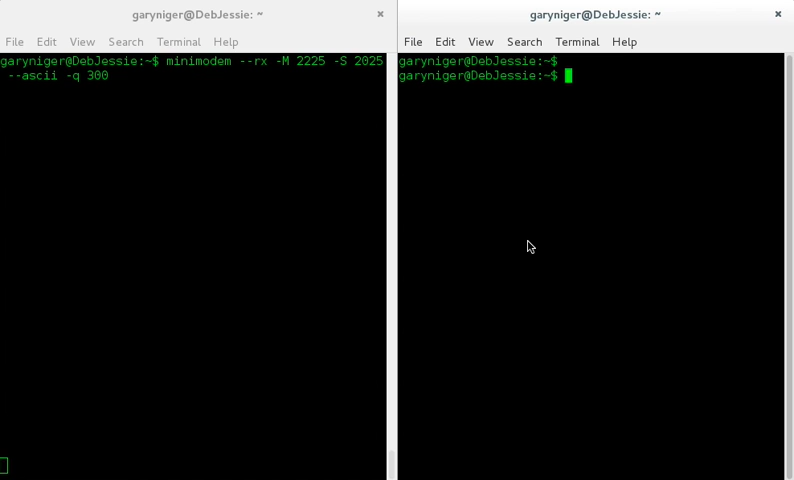 garyniger@DebJessie: ~ ×
File Edit View Search Terminal Help
garyniger@DebJessie:~$ minimodem --rx -M 2225 -S 2025
--ascii -q 300
garyniger@DebJessie: ~ ×
File Edit View Search Terminal Help
garyniger@DebJessie:~$
garyniger@DebJessie:~$